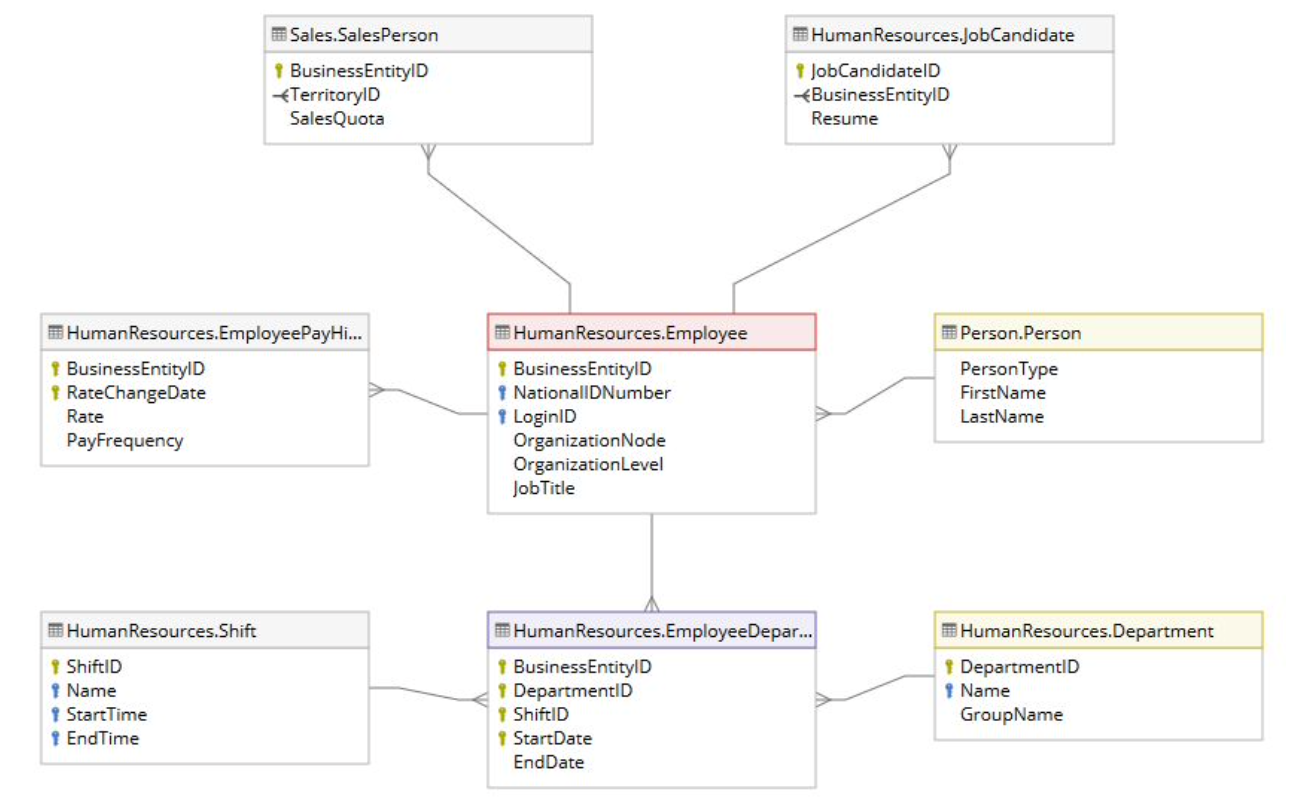 Sales.SalesPerson
BusinessEntityID
TerritoryID
SalesQuota
HumanResources.JobCandidate
JobCandidateID
BusinessEntityID
Resume
HumanResources.EmployeePayHi...
BusinessEntityID
RateChangeDate
Rate
PayFrequency
HumanResources.Employee
BusinessEntityID
NationalIDNumber
LoginID
OrganizationNode
OrganizationLevel
JobTitle
Person.Person
PersonType
FirstName
LastName
HumanResources.Shift
ShiftID
Name
StartTime
EndTime
HumanResources.EmployeeDepar...
BusinessEntityID
DepartmentID
ShiftID
StartDate
EndDate
HumanResources.Department
DepartmentID
Name
GroupName